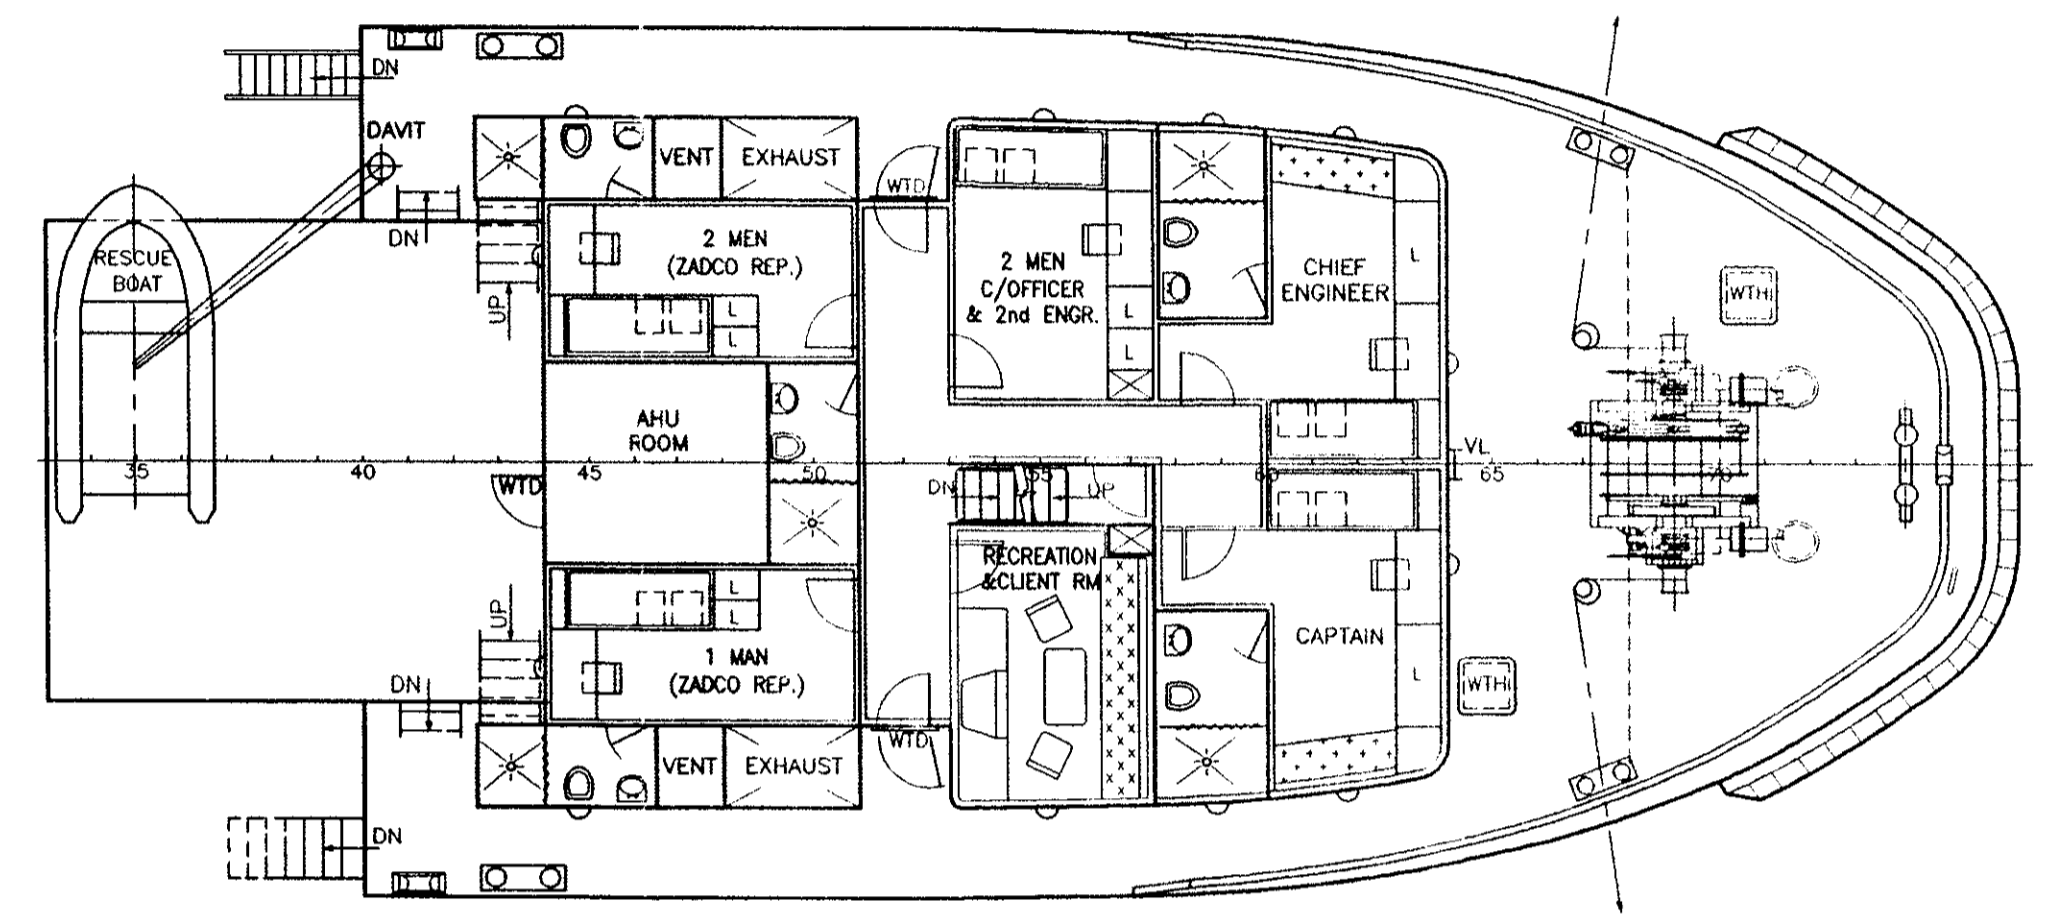 DN
DAVIT
VENT
EXHAUST
WTD
RESCUE
BOAT
DN
UP
2 MEN
(ZADCO REP.)
L
L
2 MEN
C/OFFICER
& 2nd ENGR.
L
L
CHIEF
ENGINEER
L
WTH
AHU
ROOM
VL
35
40
45
50
55
60
65
70
WTD
DN
UP
RECREATION
&CLIENT RM
UP
L
L
1 MAN
(ZADCO REP.)
CAPTAIN
L
WTH
DN
WTD
VENT
EXHAUST
DN